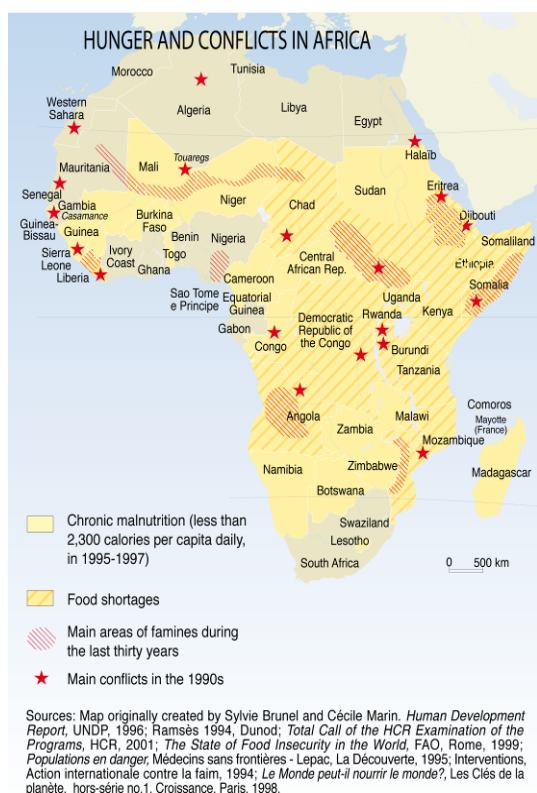 HUNGER AND CONFLICTS IN AFRICA
Morocco
Tunisia
Algeria
Libya
Egypt
Western
Sahara
Halaïb
Mauritania
Mali
Touaregs
Niger
Chad
Sudan
Eritrea
Djibouti
Senegal
Gambia
Casamance
Guinea-
Bissau
Guinea
Burkina
Faso
Benin
Nigeria
Togo
Ivory
Coast
Ghana
Sierra
Leone
Liberia
Somaliland
Ethiopia
Somalia
Central
African Rep.
Cameroon
Sao Tome
e Principe
Equatorial
Guinea
Gabon
Congo
Democratic
Republic of
the Congo
Uganda
Rwanda
Kenya
Burundi
Tanzania
Angola
Zambia
Malawi
Comoros
Mayotte
(France)
Mozambique
Zimbabwe
Madagascar
Namibia
Botswana
Swaziland
Lesotho
South Africa
0 500 km
Chronic malnutrition (less than
2,300 calories per capita daily,
in 1995-1997)
Food shortages
Main areas of famines during
the last thirty years
Main conflicts in the 1990s
Sources: Map originally created by Sylvie Brunel and Cécile Marin. Human Development
Report, UNDP, 1996; Ramsès 1994, Dunod; Total Call of the HCR Examination of the
Programs, HCR, 2001; The State of Food Insecurity in the World, FAO, Rome, 1999;
Populations en danger, Médecins sans frontières - Lepac, La Découverte, 1995; Interventions,
Action internationale contre la faim, 1994; Le Monde peut-il nourrir le monde?, Les Clés de la
planète, hors-série no.1, Croissance, Paris, 1998.